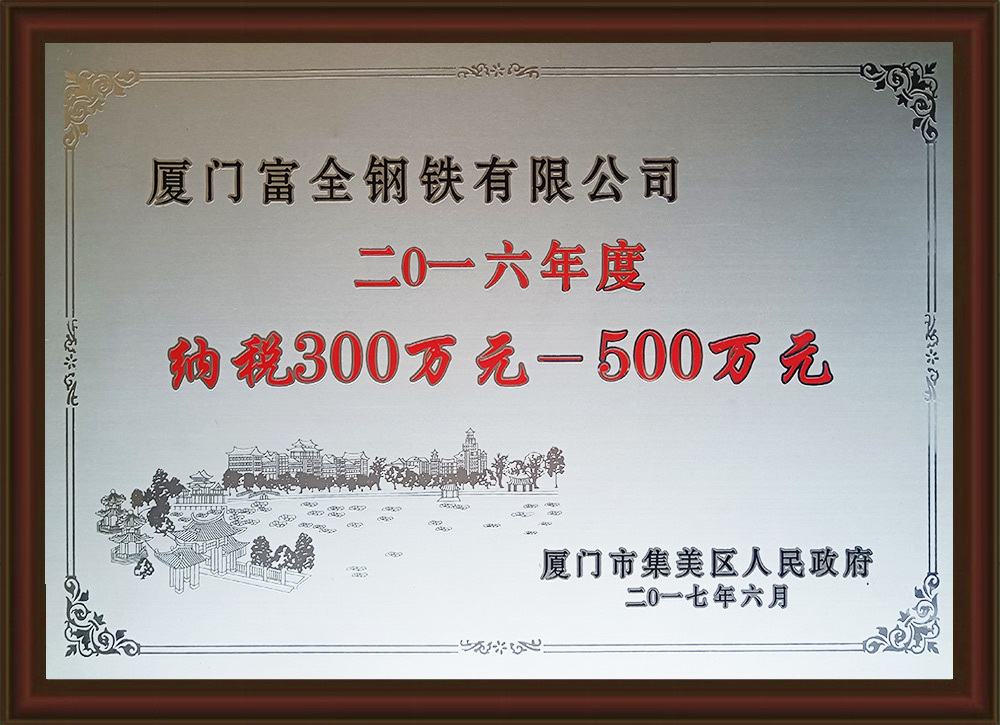 厦门富全钢铁有限公司
二0一六年度
纳税300万元－500万元
厦门市集美区人民政府
二0一七年六月